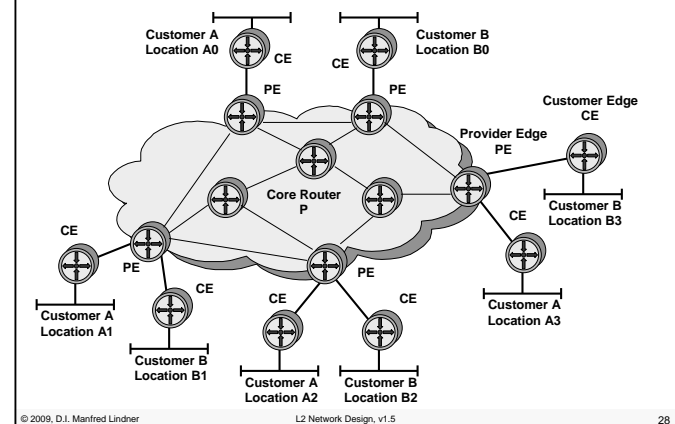 Customer A
Location A0
CE
Customer B
Location B0
CE
PE
PE
Customer Edge
CE
Provider Edge
PE
Core Router
P
Customer B
Location B3
CE
CE
PE
PE
CE
Customer A
Location A1
CE
CE
Customer A
Location A3
Customer B
Location B1
Customer A
Location A2
Customer B
Location B2
© 2009, D.I. Manfred Lindner
L2 Network Design, v1.5
28